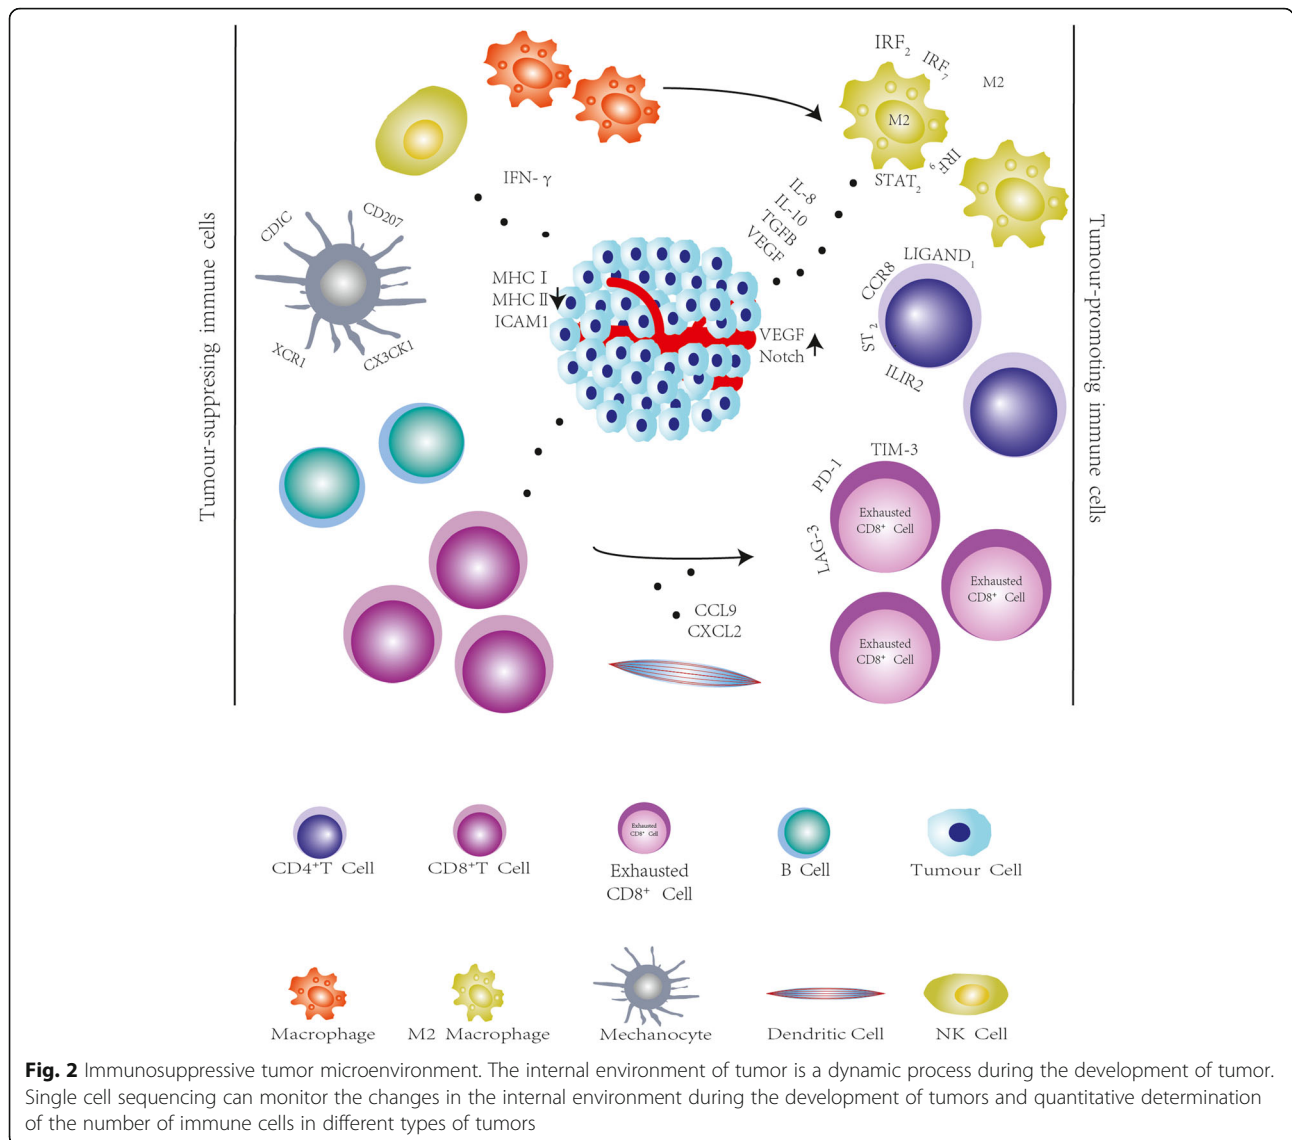 Tumour-suppresing immune cells
IRF2
IRF7
M2
M2
IRF9
STAT2
IFN- γ
IL-8
IL-10
TGFB
VEGF
CDIC
CD207
XCR1
CX3CK1
MHC I
MHC II
ICAM1
VEGF
Notch
LIGAND1
CCR8
ST2
ILIR2
Tumour-promoting immune cells
TIM-3
PD-1
LAG-3
Exhausted
CD8+ Cell
Exhausted
CD8+ Cell
Exhausted
CD8+ Cell
CCL9
CXCL2
Exhausted
CD8+ Cell
CD4+T Cell
CD8+T Cell
Exhausted
CD8+ Cell
B Cell
Tumour Cell
Macrophage
M2 Macrophage
Mechanocyte
Dendritic Cell
NK Cell
Fig. 2 Immunosuppressive tumor microenvironment. The internal environment of tumor is a dynamic process during the development of tumor.
Single cell sequencing can monitor the changes in the internal environment during the development of tumors and quantitative determination
of the number of immune cells in different types of tumors